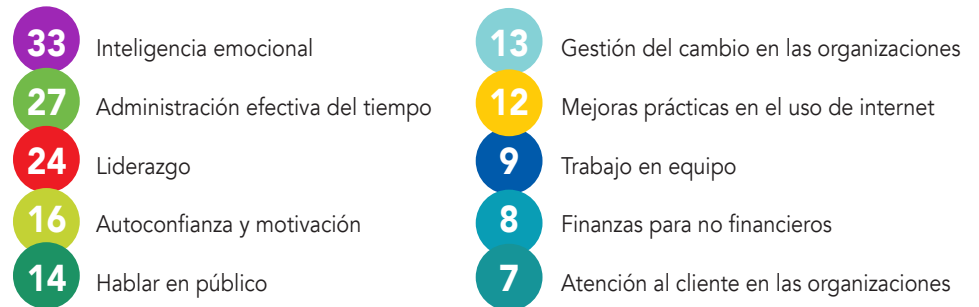 33 Inteligencia emocional
27 Administración efectiva del tiempo
24 Liderazgo
16 Autoconfianza y motivación
14 Hablar en público
13 Gestión del cambio en las organizaciones
12 Mejoras prácticas en el uso de internet
9 Trabajo en equipo
8 Finanzas para no financieros
7 Atención al cliente en las organizaciones